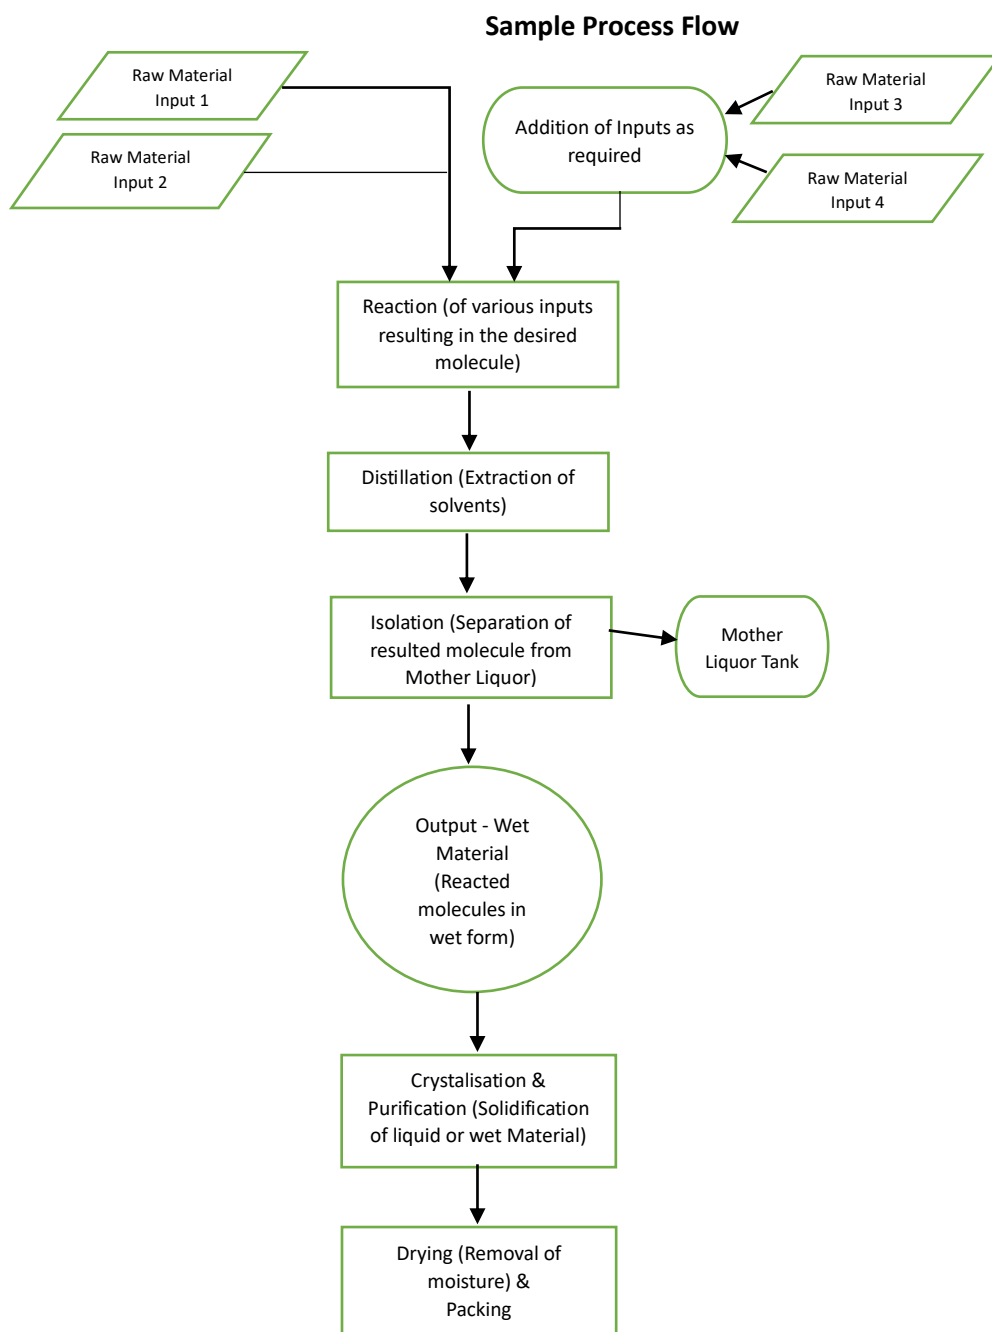 Sample Process Flow
Raw Material
Input 1
Raw Material
Input 2
Addition of Inputs as
required
Raw Material
Input 3
Raw Material
Input 4
Reaction (of various inputs
resulting in the desired
molecule)
Distillation (Extraction of
solvents)
Isolation (Separation of
resulted molecule from
Mother Liquor)
Mother
Liquor Tank
Output - Wet
Material
(Reacted
molecules in
wet form)
Crystalisation &
Purification (Solidification
of liquid or wet Material)
Drying (Removal of
moisture) &
Packing